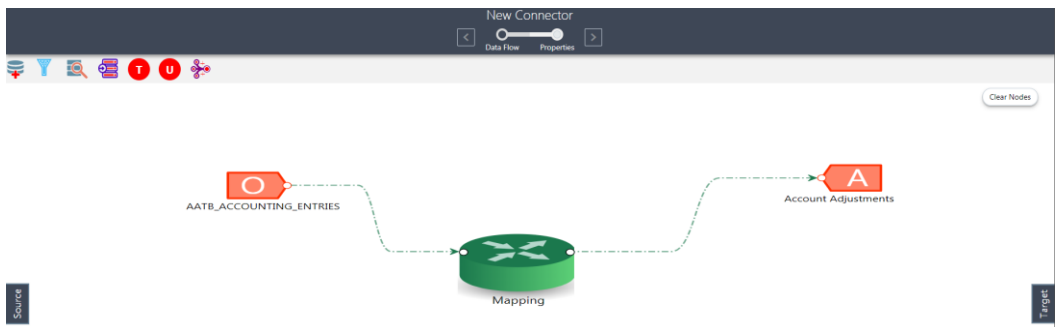 New Connector
<
>
Data Flow Properties
T U
Clear Nodes
O
A
AATB_ACCOUNTING_ENTRIES
Account Adjustments
Mapping
Source
Target